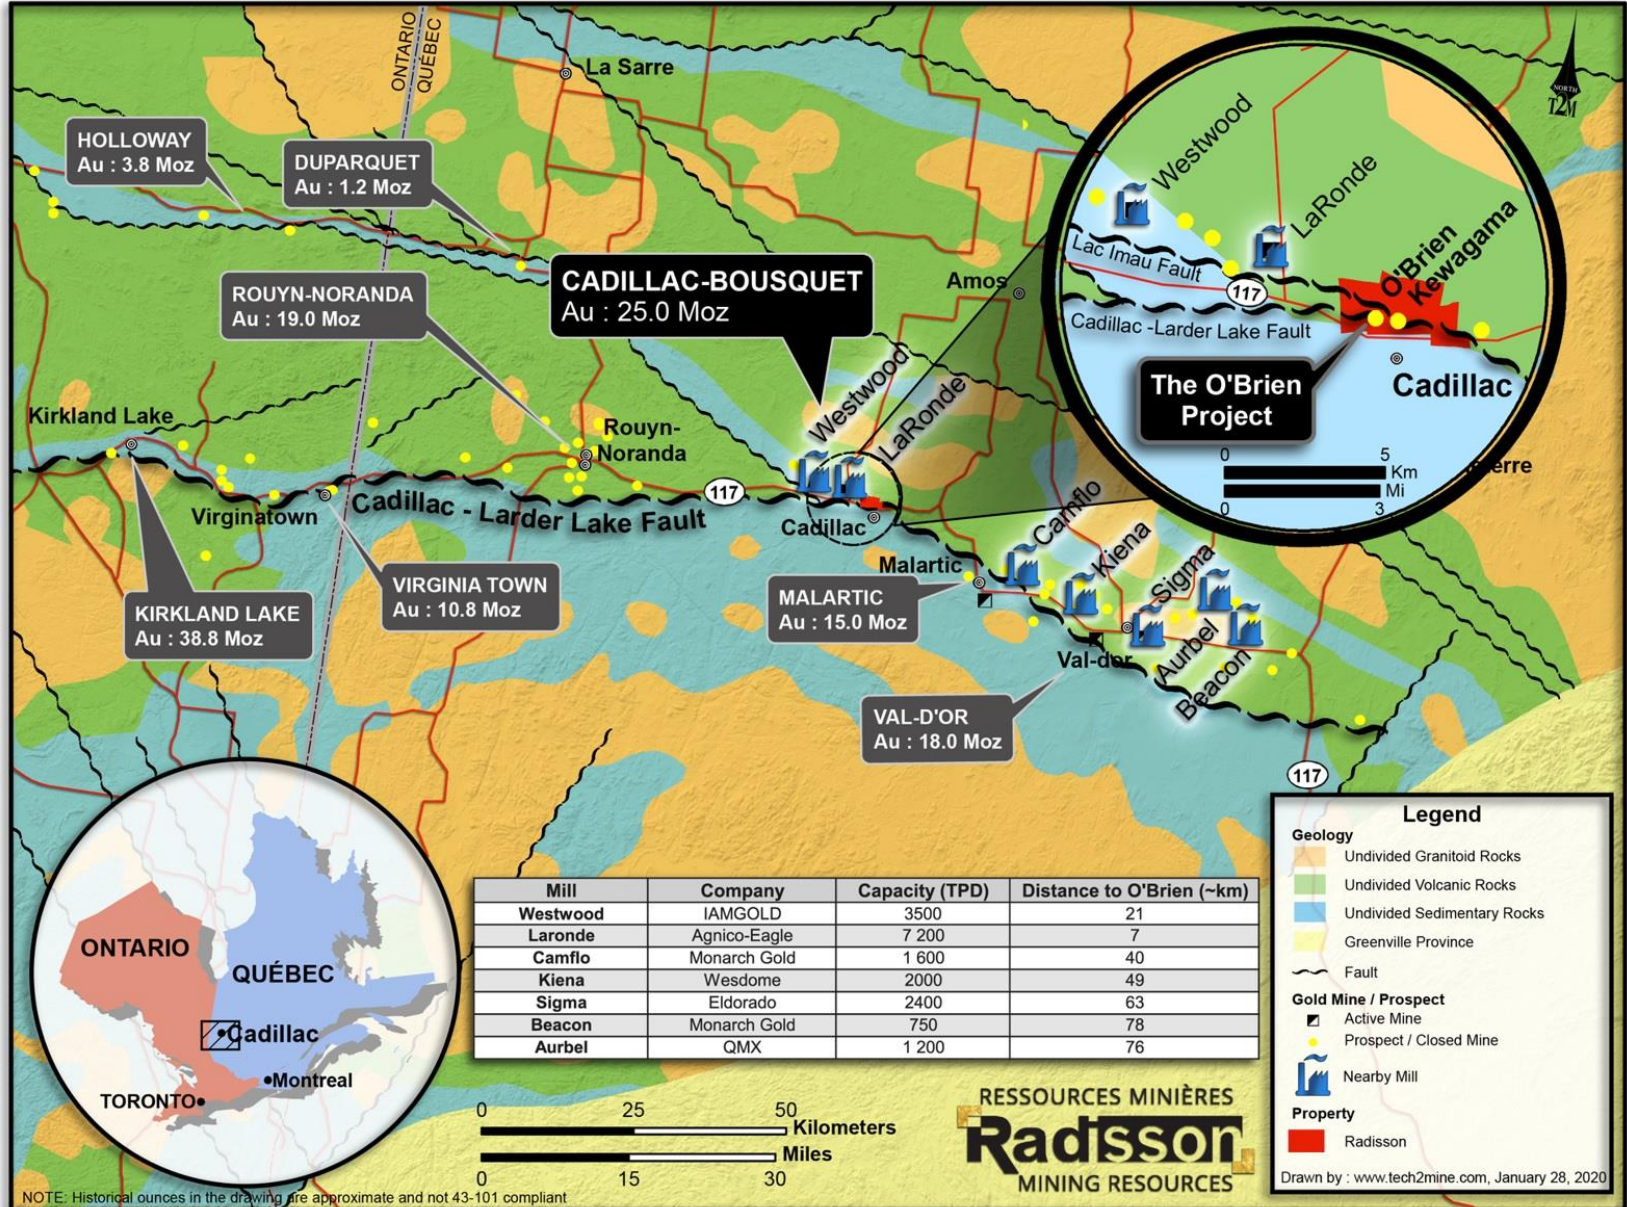 ONTARIO
QUÉBEC
La Sarre
HOLLOWAY
Au : 3.8 Moz
DUPARQUET
Au : 1.2 Moz
ROUYN-NORANDA
Au : 19.0 Moz
CADILLAC-BOUSQUET
Au : 25.0 Moz
Amos
Westwood
LaRonde
Kirkland Lake
Rouyn-
Noranda
117
Virginatown
Cadillac - Larder Lake Fault
Cadillac
Malartic
Camflo
Kiena
Sigma
Aurbel
Beacon
Val-dor
KIRKLAND LAKE
Au : 38.8 Moz
VIRGINIA TOWN
Au : 10.8 Moz
MALARTIC
Au : 15.0 Moz
VAL-D'OR
Au : 18.0 Moz
117
NORTH
T2M
Westwood
LaRonde
O'Brien
Kewagama
Lac Imau Fault
117
Cadillac -Larder Lake Fault
The O'Brien
Project
Cadillac
0 5
Km
Mi
0 3
ONTARIO
QUÉBEC
Cadillac
Montreal
TORONTO
Mill Company Capacity (TPD) Distance to O'Brien (~km)
Westwood IAMGOLD 3500 21
Laronde Agnico-Eagle 7 200 7
Camflo Monarch Gold 1 600 40
Kiena Wesdome 2000 49
Sigma Eldorado 2400 63
Beacon Monarch Gold 750 78
Aurbel QMX 1 200 76
0 25 50
Kilometers
Miles
0 15 30
RESSOURCES MINIÈRES
Radisson
MINING RESOURCES
Legend
Geology
Undivided Granitoid Rocks
Undivided Volcanic Rocks
Undivided Sedimentary Rocks
Greenville Province
Fault
Gold Mine / Prospect
Active Mine
Prospect / Closed Mine
Nearby Mill
Property
Radisson
Drawn by : www.tech2mine.com, January 28, 2020
NOTE: Historical ounces in the drawing are approximate and not 43-101 compliant